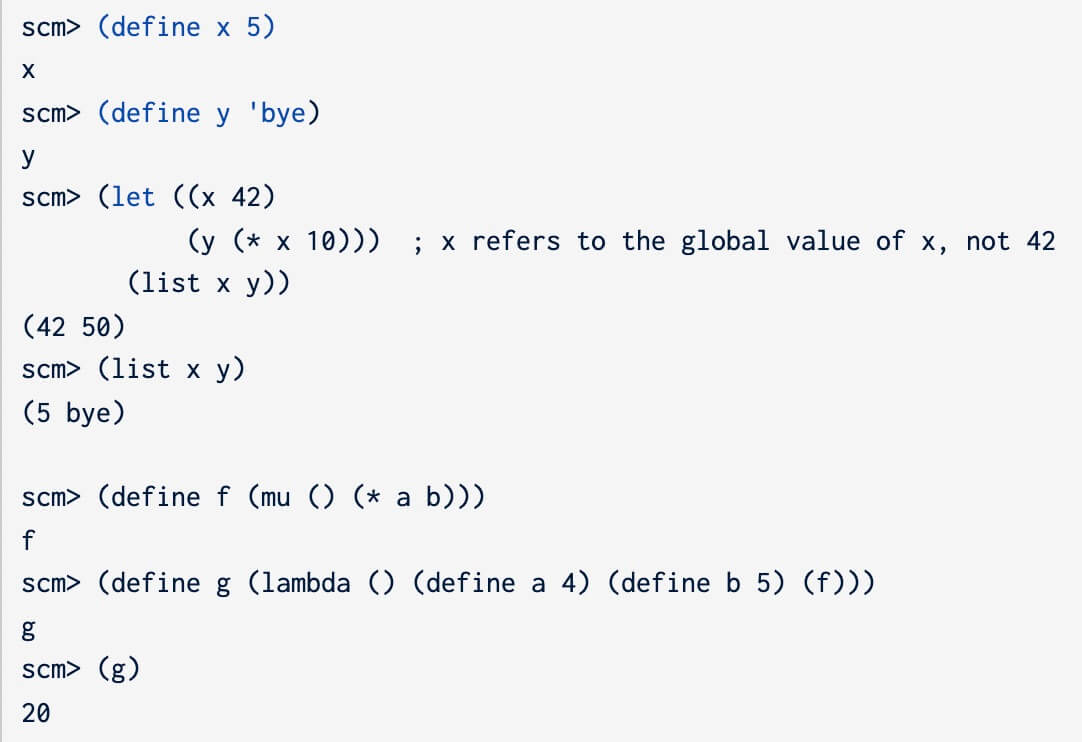 scm> (define x 5)
x
scm> (define y 'bye)
y
scm> (let ((x 42)
           (y (* x 10)))  ; x refers to the global value of x, not 42
       (list x y))
(42 50)
scm> (list x y)
(5 bye)
scm> (define f (mu () (* a b)))
f
scm> (define g (lambda () (define a 4) (define b 5) (f)))
g
scm> (g)
20